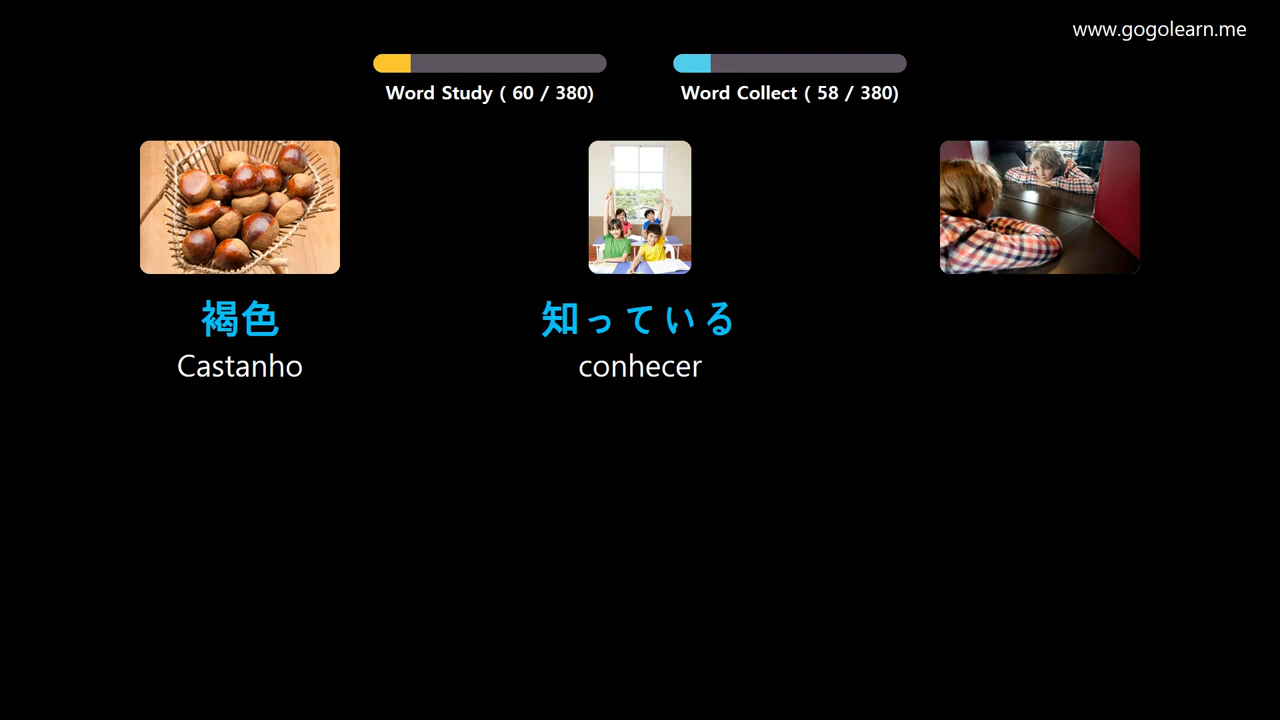 www.gogolearn.me
Word Study ( 60 / 380)
Word Collect ( 58 / 380)
褐色
知っている
Castanho
conhecer